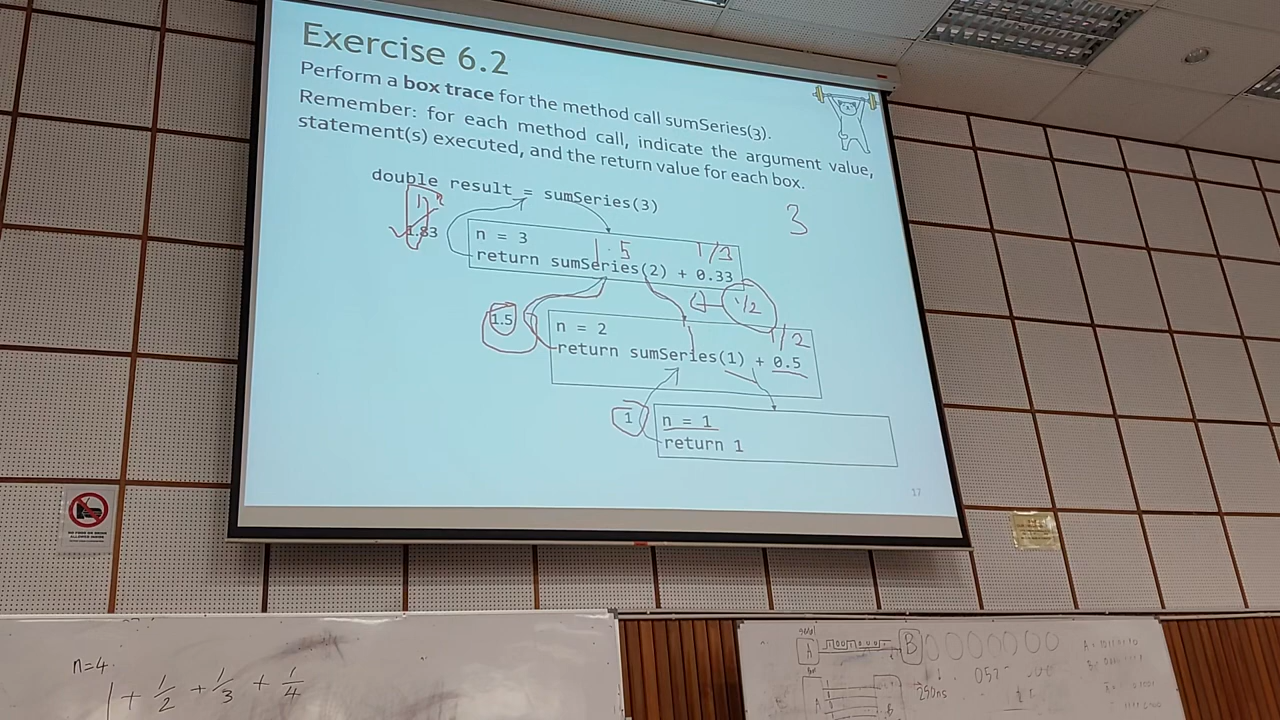 Exercise 6.2
Perform a box trace for the method call sumSeries(3).
Remember: for each method call, indicate the argument value,
statement(s) executed, and the return value for each box.
double result = sumSeries(3)
3
1.83
n = 3
1.5
1/3
return sumSeries(2) + 0.33
1/2
1.5
n = 2
1/2
return sumSeries(1) + 0.5
1
n = 1
return 1
17
n=4
1 + 1/2 + 1/3 + 1/4
A
B
250ns
A
B